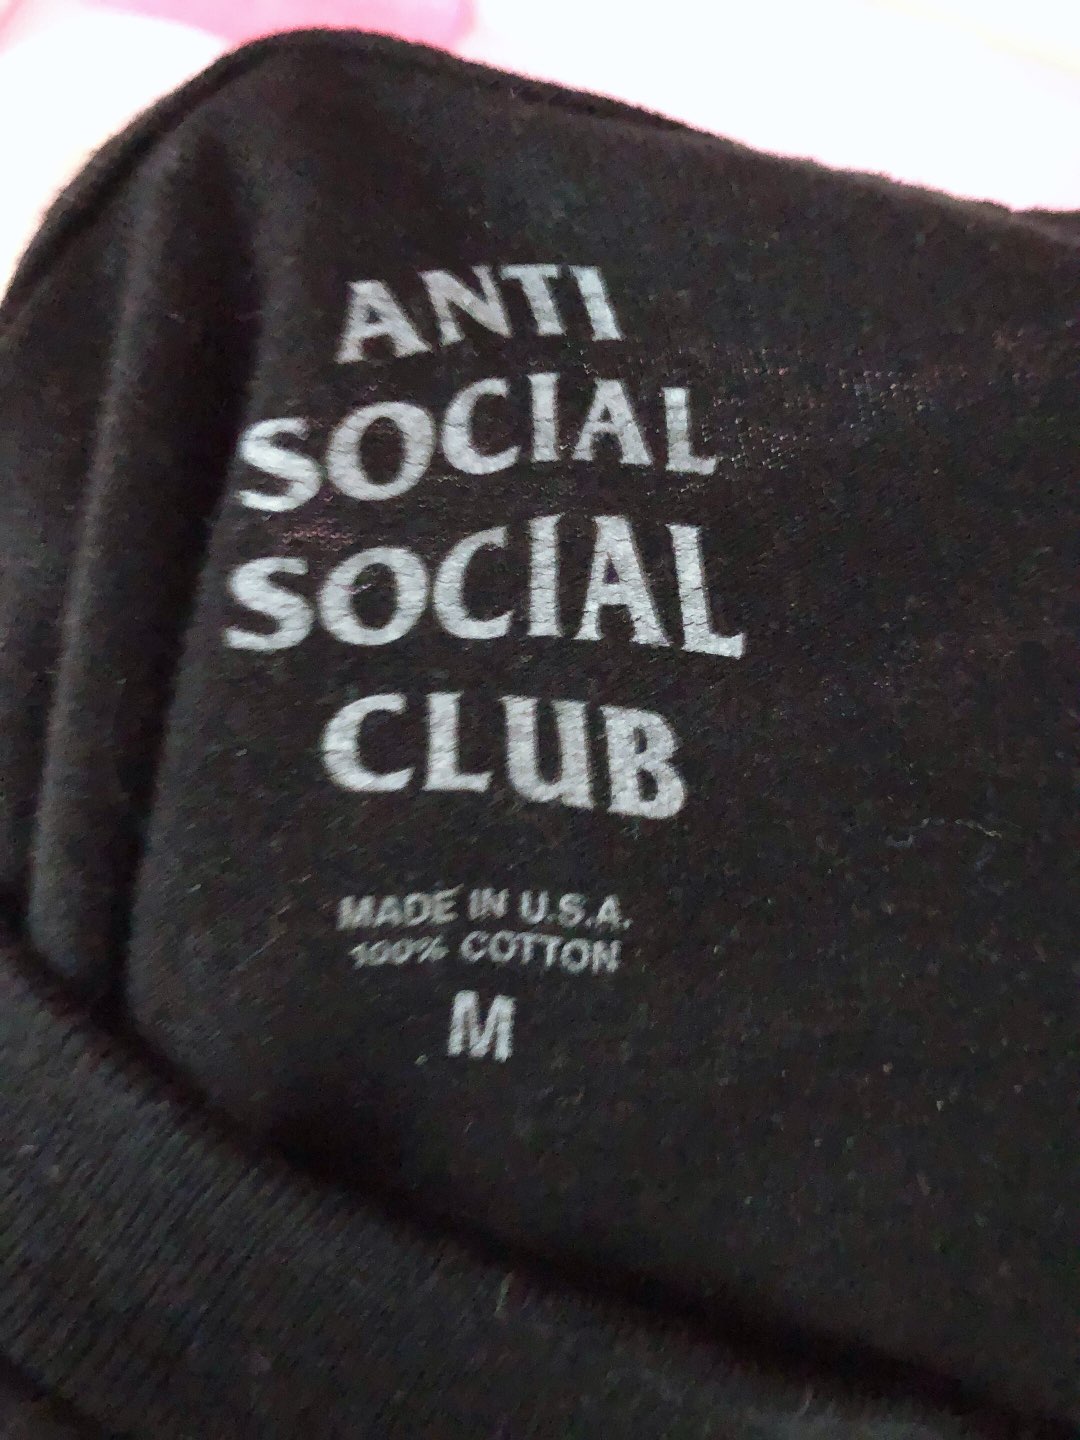 ANTI
SOCIAL
SOCIAL
CLUB
MADE IN U.S.A.
100% COTTON
M